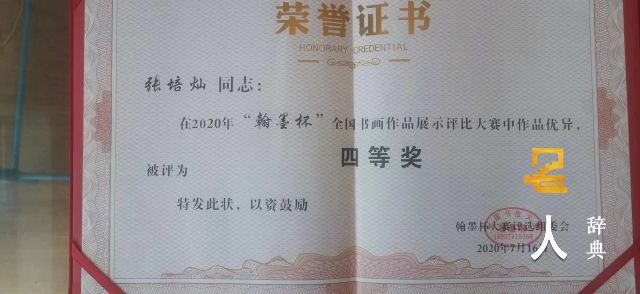 荣誉证书
HONORARY CREDENTIAL
张培灿 同志：
在2020年“翰墨杯”全国书画作品展示评比大赛中作品优异，
被评为
四等奖
特发此状，以资鼓励
翰墨杯大赛评选组委会
2020年7月16
人
辞典